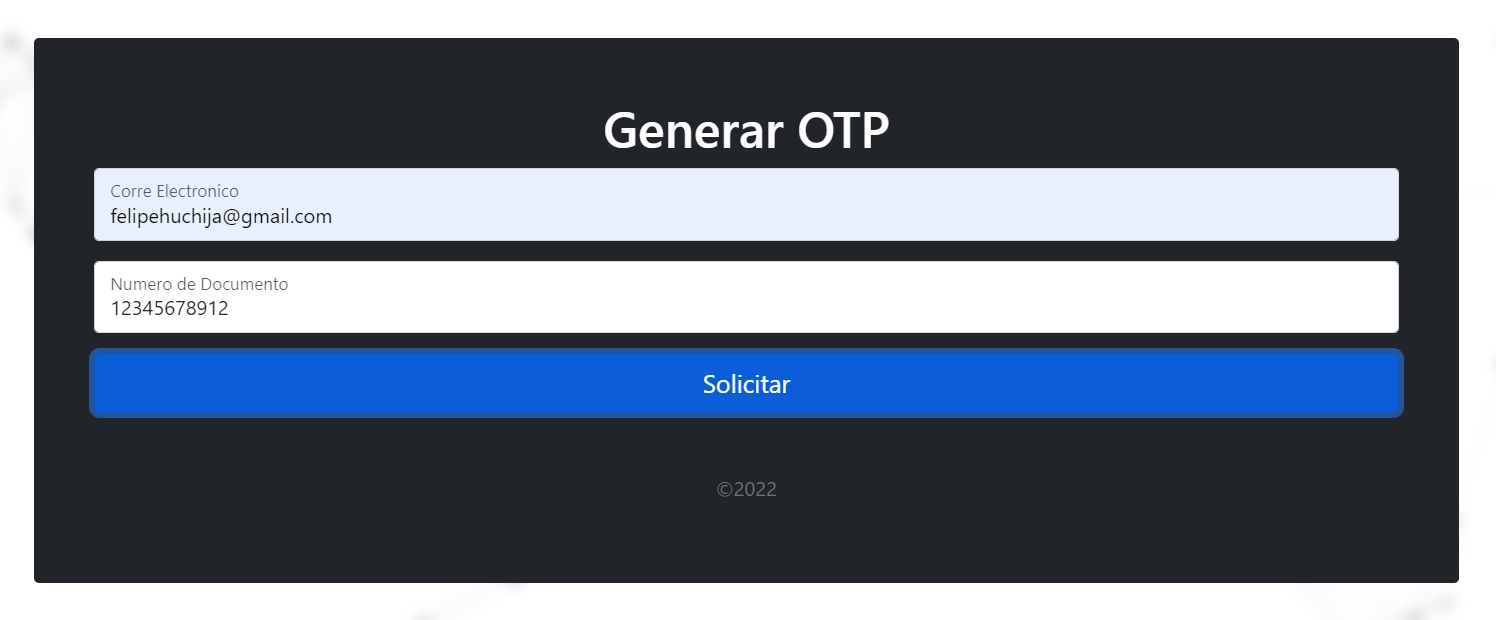 Generar OTP
Corre Electronico
felipehuchija@gmail.com
Numero de Documento
12345678912
Solicitar
©2022